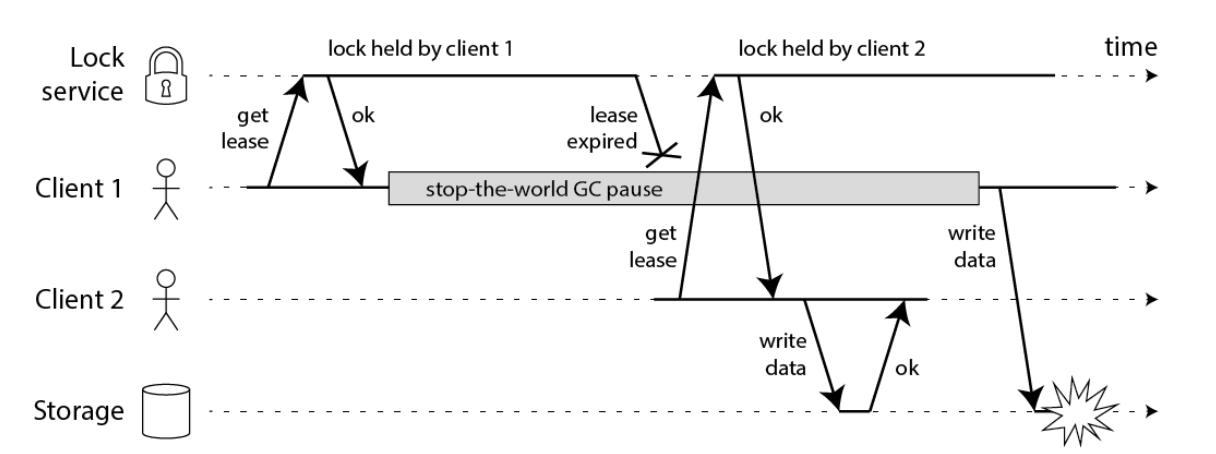 lock held by client 1
lock held by client 2
time
Lock
service
get
lease
ok
lease
expired
ok
Client 1
stop-the-world GC pause
get
lease
write
data
Client 2
write
data
ok
Storage